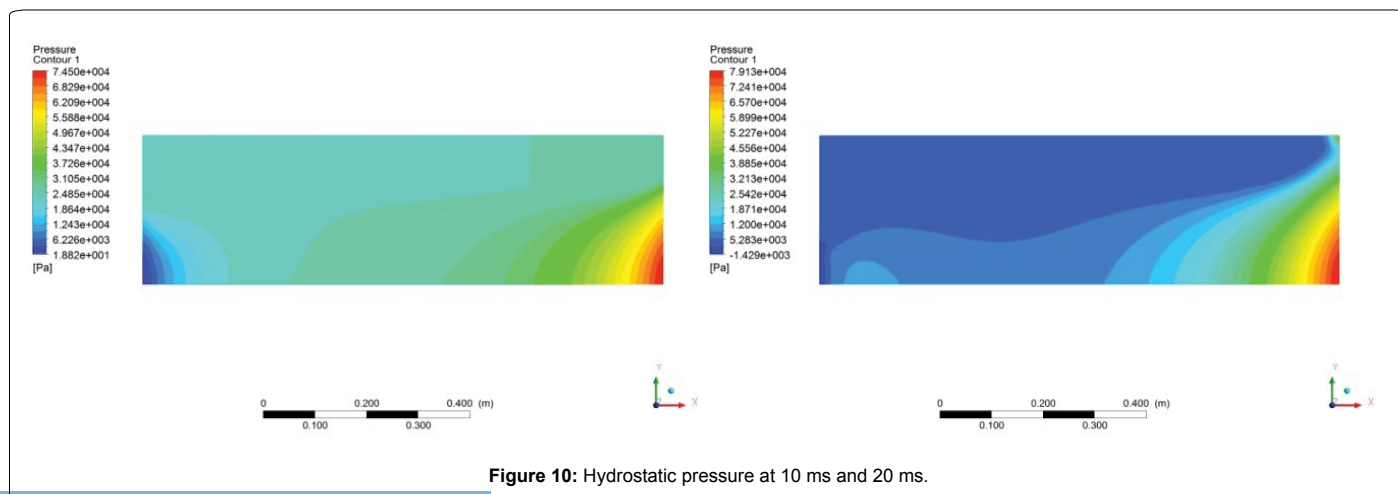 Pressure
Contour 1
7.450e+004
6.829e+004
6.209e+004
5.588e+004
4.967e+004
4.347e+004
3.726e+004
3.105e+004
2.485e+004
1.864e+004
1.243e+004
6.226e+003
1.882e+001
[Pa]
0 0.200 0.400 (m)
0.100 0.300
Y
X
Z
Pressure
Contour 1
7.913e+004
7.241e+004
6.570e+004
5.899e+004
5.227e+004
4.556e+004
3.885e+004
3.213e+004
2.542e+004
1.871e+004
1.200e+004
5.283e+003
-1.429e+003
[Pa]
0 0.200 0.400 (m)
0.100 0.300
Y
X
Z
Figure 10: Hydrostatic pressure at 10 ms and 20 ms.